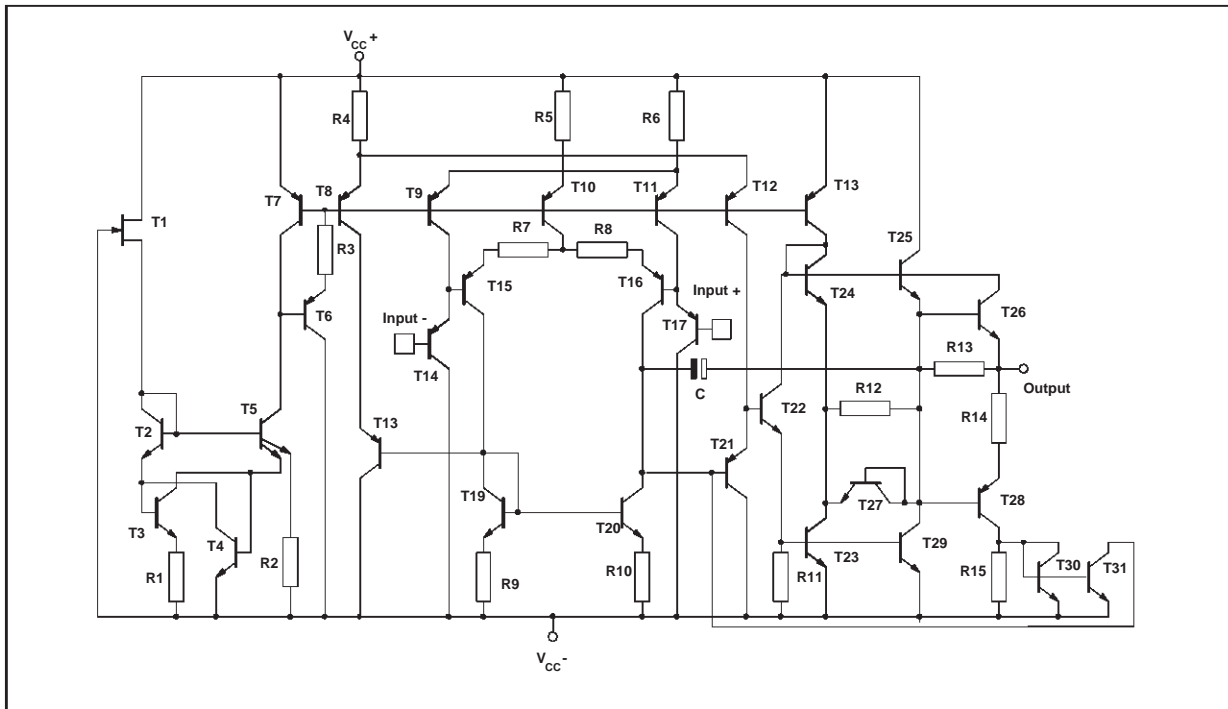 V CC +
R4
R5
R6
T7
T8
T9
T10
T11
T12
T13
T1
R3
R7
R8
T25
T6
T15
T16
Input +
T24
T26
Input -
T17
T14
R13
Output
C
R12
R14
T2
T5
T13
T22
T21
T19
T20
T27
T28
T3
T4
T23
T29
R1
R2
R9
R10
R11
R15
T30
T31
V CC -